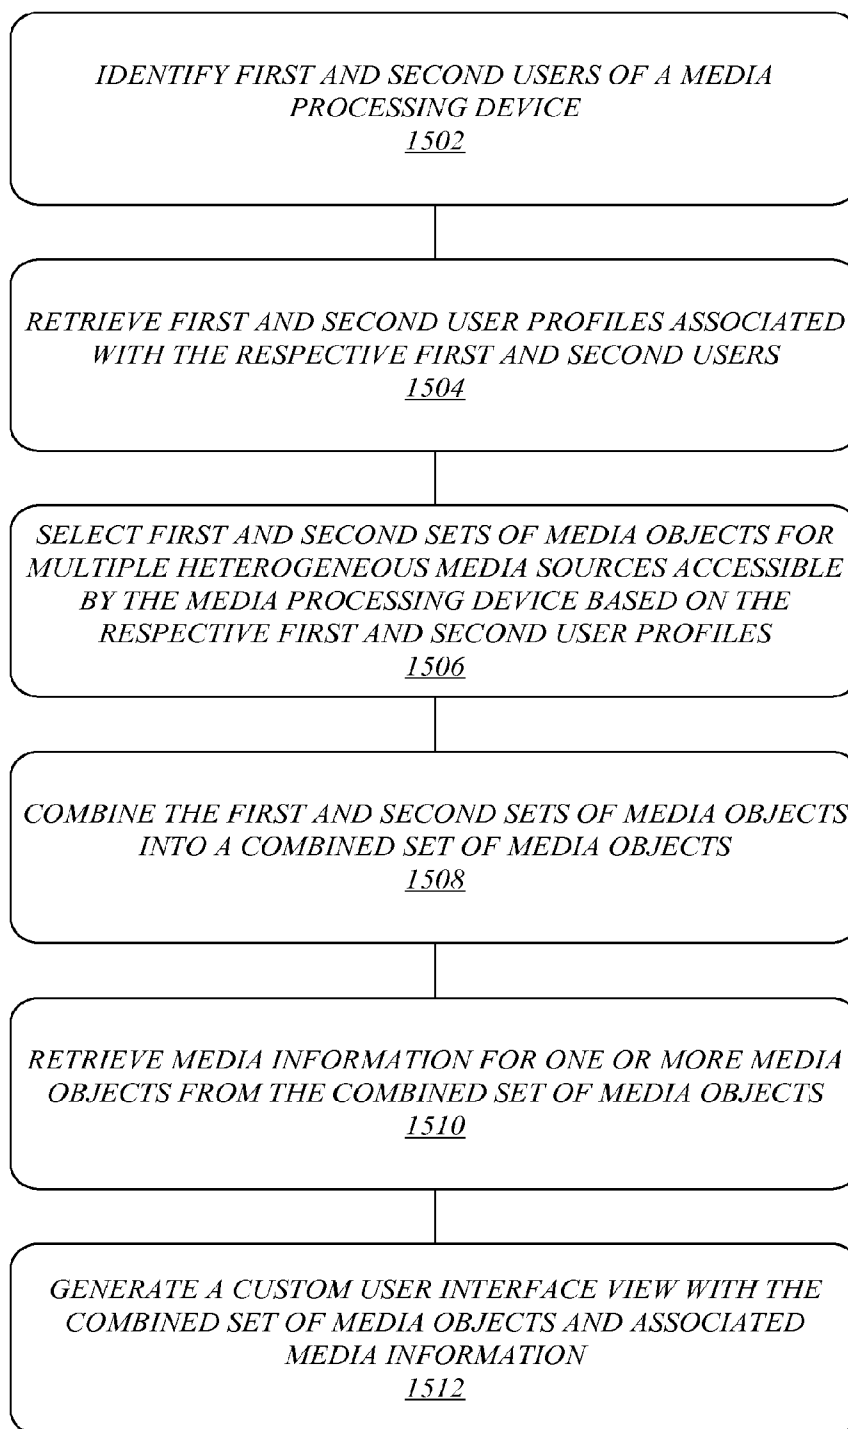 IDENTIFY FIRST AND SECOND USERS OF A MEDIA
PROCESSING DEVICE
1502
RETRIEVE FIRST AND SECOND USER PROFILES ASSOCIATED
WITH THE RESPECTIVE FIRST AND SECOND USERS
1504
SELECT FIRST AND SECOND SETS OF MEDIA OBJECTS FOR
MULTIPLE HETEROGENEOUS MEDIA SOURCES ACCESSIBLE
BY THE MEDIA PROCESSING DEVICE BASED ON THE
RESPECTIVE FIRST AND SECOND USER PROFILES
1506
COMBINE THE FIRST AND SECOND SETS OF MEDIA OBJECTS
INTO A COMBINED SET OF MEDIA OBJECTS
1508
RETRIEVE MEDIA INFORMATION FOR ONE OR MORE MEDIA
OBJECTS FROM THE COMBINED SET OF MEDIA OBJECTS
1510
GENERATE A CUSTOM USER INTERFACE VIEW WITH THE
COMBINED SET OF MEDIA OBJECTS AND ASSOCIATED
MEDIA INFORMATION
1512